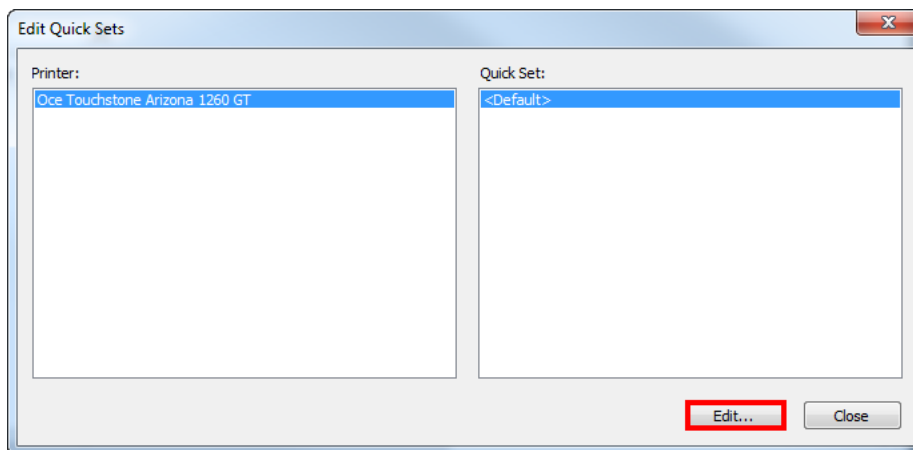 Edit Quick Sets
Printer:
Quick Set:
Oce Touchstone Arizona 1260 GT
<Default>
Edit...
Close